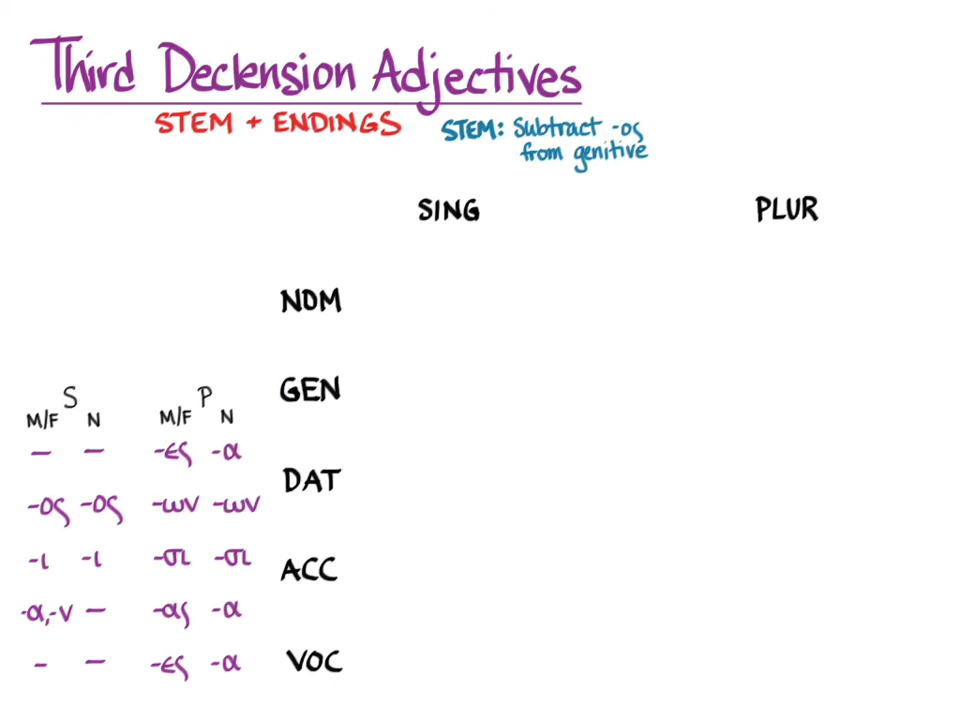 Third Declension Adjectives
STEM + ENDINGS
STEM: Subtract -ος
from genitive
SING PLUR
NOM
GEN
S P
M/F N M/F N
— — -ες -α
DAT
-ος -ος -ων -ων
-ι -ι -σι -σι
ACC
-α,-ν — -ας -α
- — -ες -α
VOC